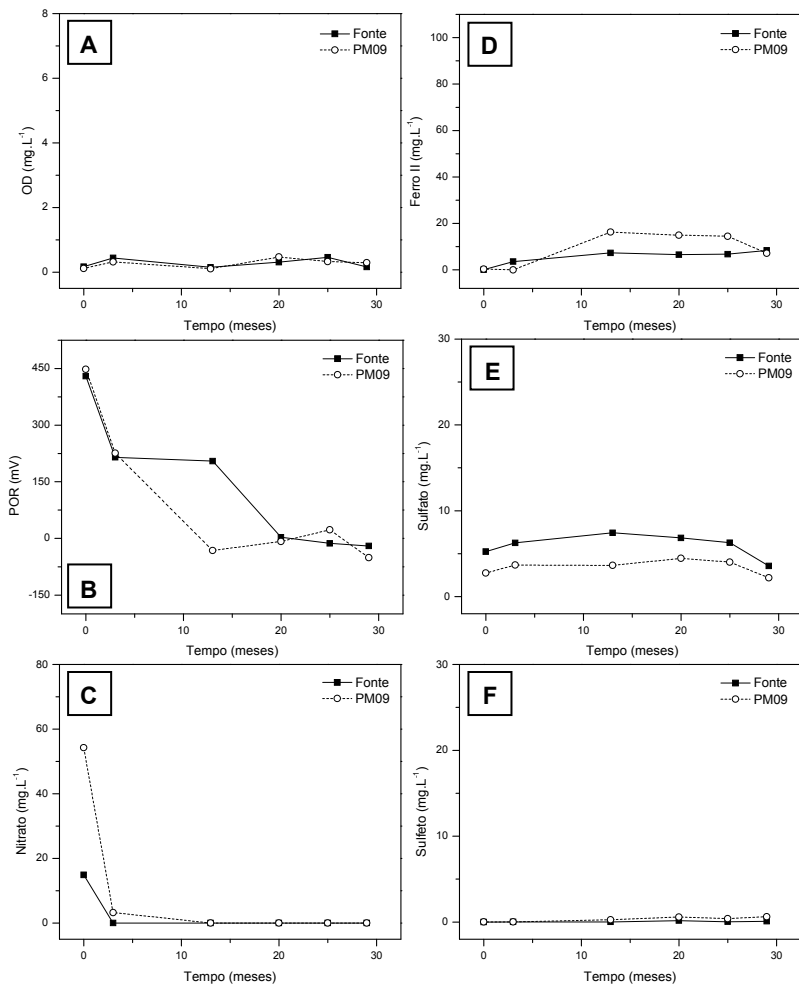 A
Fonte
PM09
8
6
4
2
0
OD (mg.L⁻¹)
0 10 20 30
Tempo (meses)
B
Fonte
PM09
450
300
150
0
-150
POR (mV)
0 10 20 30
Tempo (meses)
C
Fonte
PM09
80
60
40
20
0
Nitrato (mg.L⁻¹)
0 10 20 30
Tempo (meses)
D
Fonte
PM09
100
80
60
40
20
0
Ferro II (mg.L⁻¹)
0 10 20 30
Tempo (meses)
E
Fonte
PM09
30
20
10
0
Sulfato (mg.L⁻¹)
0 10 20 30
Tempo (meses)
F
Fonte
PM09
30
20
10
0
Sulfeto (mg.L⁻¹)
0 10 20 30
Tempo (meses)